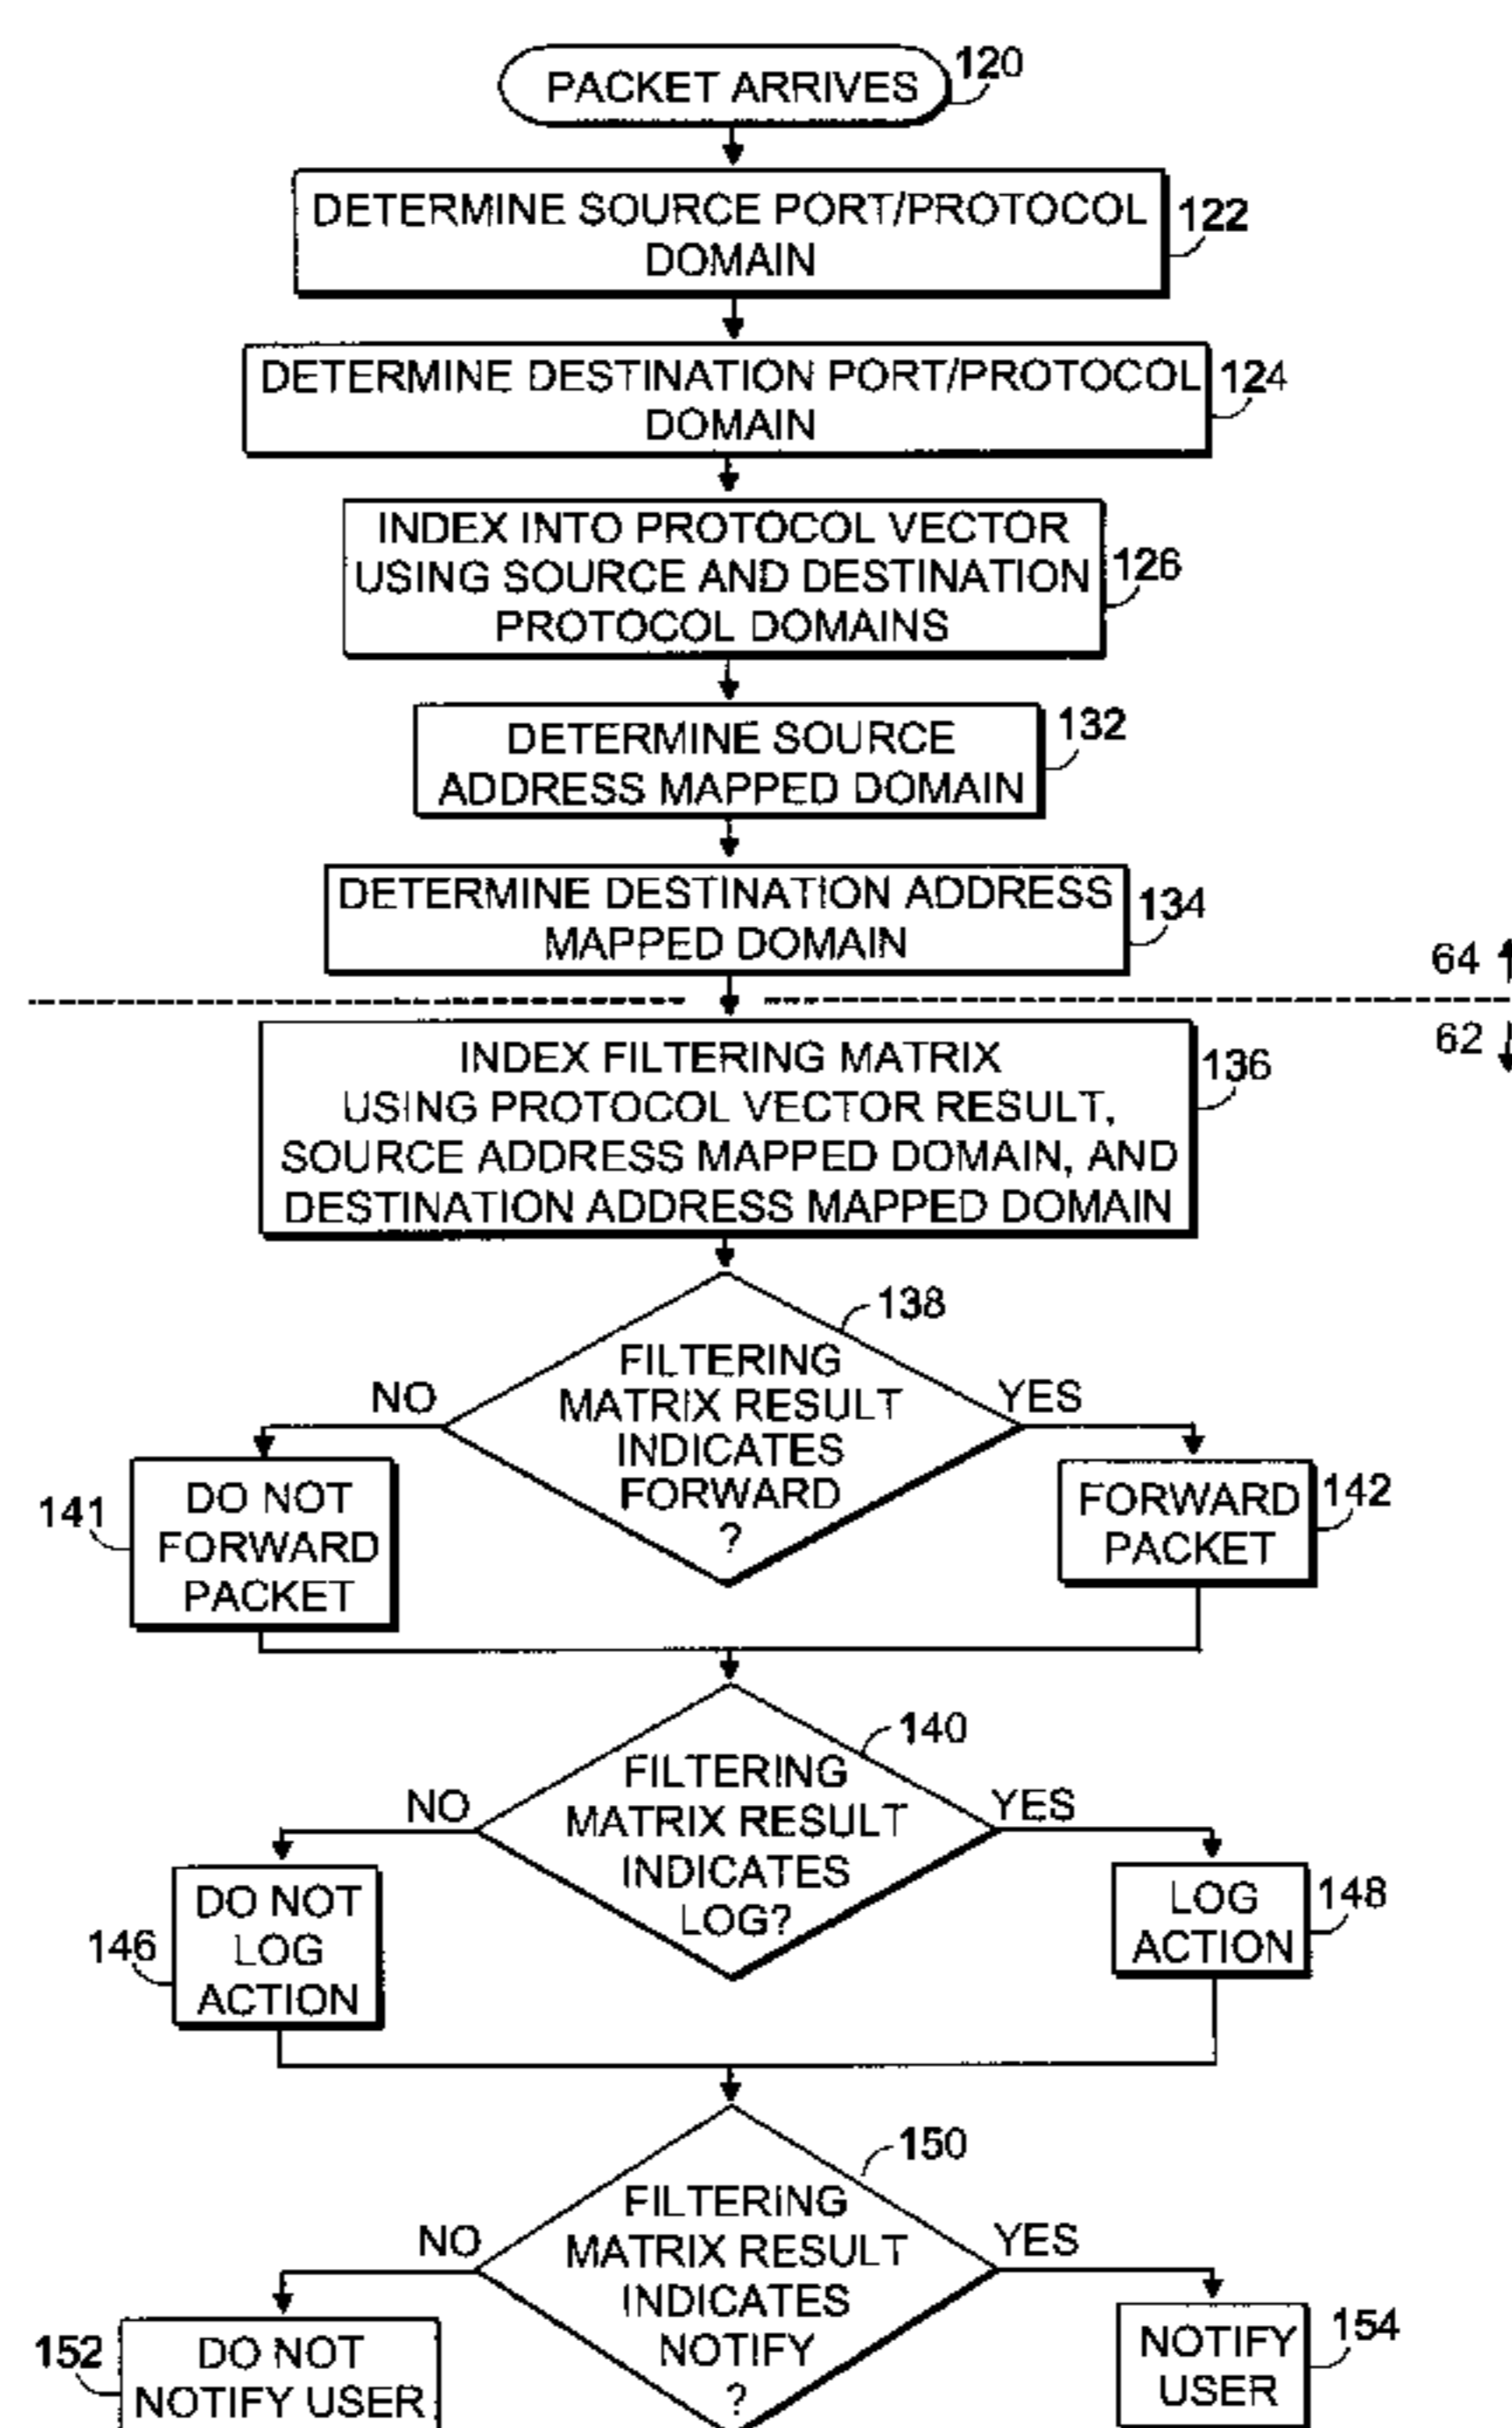 PACKET ARRIVES
120
DETERMINE SOURCE PORT/PROTOCOL
DOMAIN
122
DETERMINE DESTINATION PORT/PROTOCOL
DOMAIN
124
INDEX INTO PROTOCOL VECTOR
USING SOURCE AND DESTINATION
PROTOCOL DOMAINS
126
DETERMINE SOURCE
ADDRESS MAPPED DOMAIN
132
DETERMINE DESTINATION ADDRESS
MAPPED DOMAIN
134
64
62
INDEX FILTERING MATRIX
USING PROTOCOL VECTOR RESULT,
SOURCE ADDRESS MAPPED DOMAIN, AND
DESTINATION ADDRESS MAPPED DOMAIN
136
138
FILTERING
MATRIX RESULT
INDICATES
FORWARD
?
NO
YES
141
DO NOT
FORWARD
PACKET
FORWARD
PACKET
142
140
FILTERING
MATRIX RESULT
INDICATES
LOG?
NO
YES
146
DO NOT
LOG
ACTION
LOG
ACTION
148
150
FILTERING
MATRIX RESULT
INDICATES
NOTIFY
?
NO
YES
152
DO NOT
NOTIFY USER
NOTIFY
USER
154